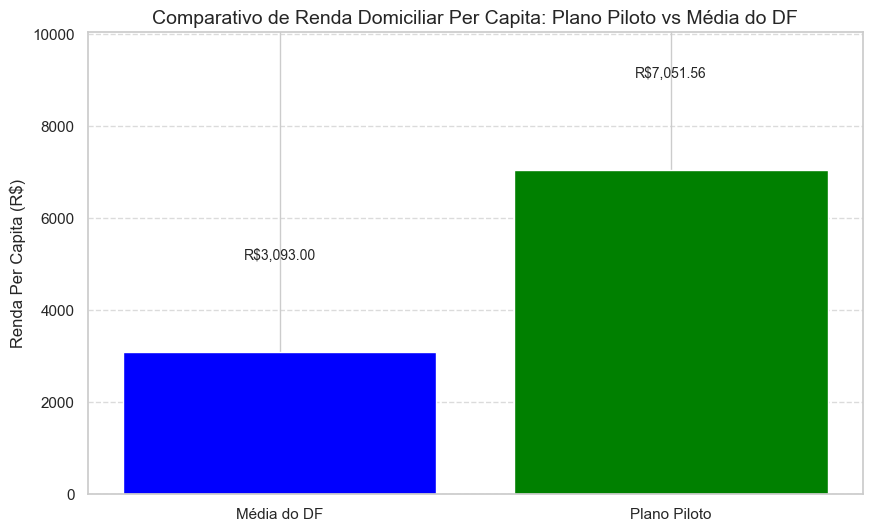 Comparativo de Renda Domiciliar Per Capita: Plano Piloto vs Média do DF
Renda Per Capita (R$)
10000
8000
6000
4000
2000
0
R$3,093.00
R$7,051.56
Média do DF
Plano Piloto